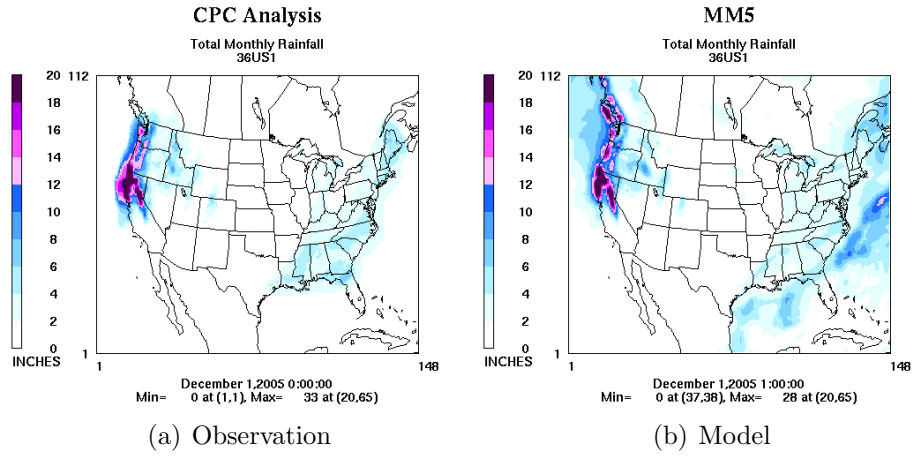 CPC Analysis
Total Monthly Rainfall
36US1
20
18
16
14
12
10
8
6
4
2
0
INCHES
112
1
1
148
December 1,2005 0:00:00
Min= 0 at (1,1), Max= 33 at (20,65)
(a) Observation
MM5
Total Monthly Rainfall
36US1
20
18
16
14
12
10
8
6
4
2
0
INCHES
112
1
1
148
December 1,2005 1:00:00
Min= 0 at (37,38), Max= 28 at (20,65)
(b) Model